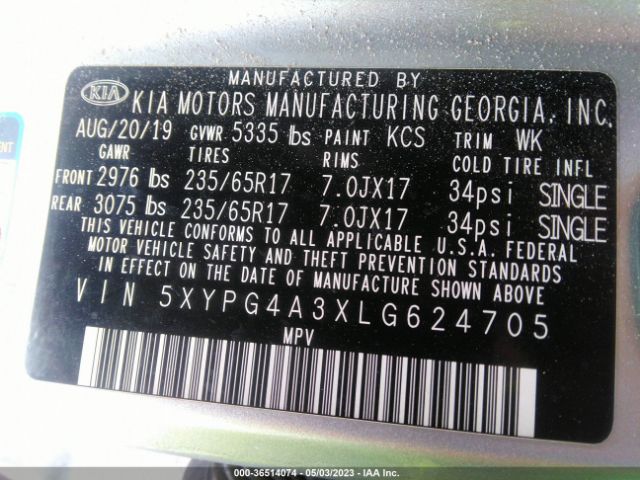 MANUFACTURED BY
KIA KIA MOTORS MANUFACTURING GEORGIA, INC.
AUG/20/19 GVWR 5335 lbs PAINT KCS TRIM WK
GAWR TIRES RIMS COLD TIRE INFL
FRONT 2976 lbs 235/65R17 7.0JX17 34psi SINGLE
REAR 3075 lbs 235/65R17 7.0JX17 34psi SINGLE
THIS VEHICLE CONFORMS TO ALL APPLICABLE U.S.A. FEDERAL
MOTOR VEHICLE SAFETY AND THEFT PREVENTION STANDARDS
IN EFFECT ON THE DATE OF MANUFACTURE SHOWN ABOVE
VIN 5XYPG4A3XLG624705
MPV
000-36514074 - 05/03/2023 - IAA Inc.